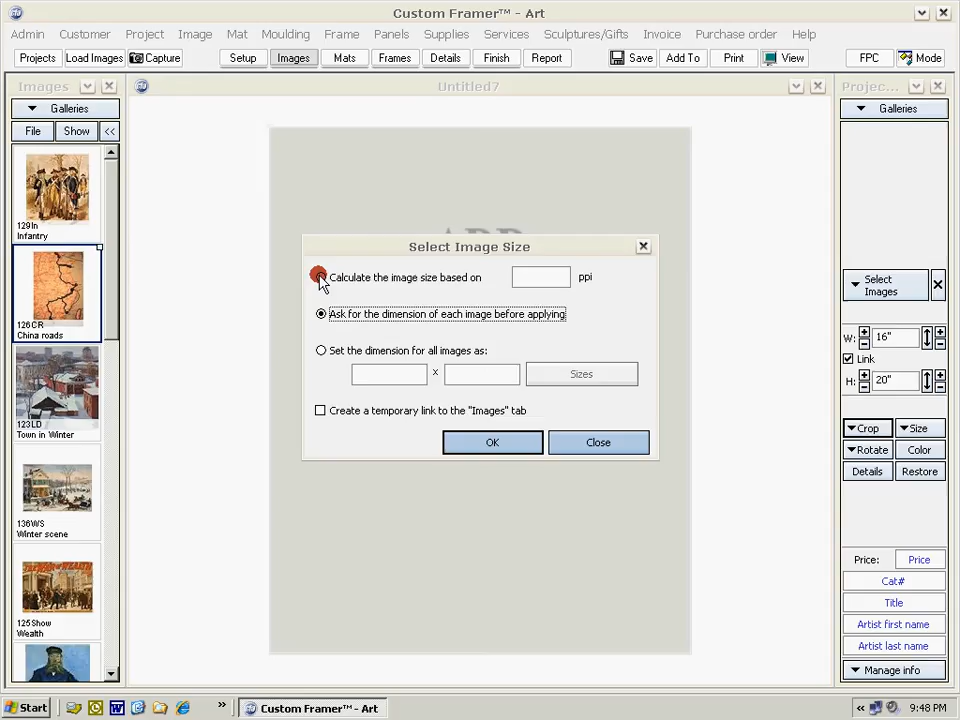 Custom Framer™ - Art
Admin Customer Project Image Mat Moulding Frame Panels Supplies Services Sculptures/Gifts Invoice Purchase order Help
Projects Load Images Capture Setup Images Mats Frames Details Finish Report Save Add To Print View FPC Mode
Images
Galleries
File Show <<
129In
Infantry
126CR
China roads
123LD
Town in Winter
136WS
Winter scene
125Show
Wealth
Untitled7
Select Image Size
Calculate the image size based on ppi
Ask for the dimension of each image before applying
Set the dimension for all images as:
x Sizes
Create a temporary link to the "Images" tab
OK Close
Projec...
Galleries
Select
Images
W: 16"
Link
H: 20"
Crop Size
Rotate Color
Details Restore
Price: Price
Cat#
Title
Artist first name
Artist last name
Manage info
Start » Custom Framer™ - Art « 9:48 PM